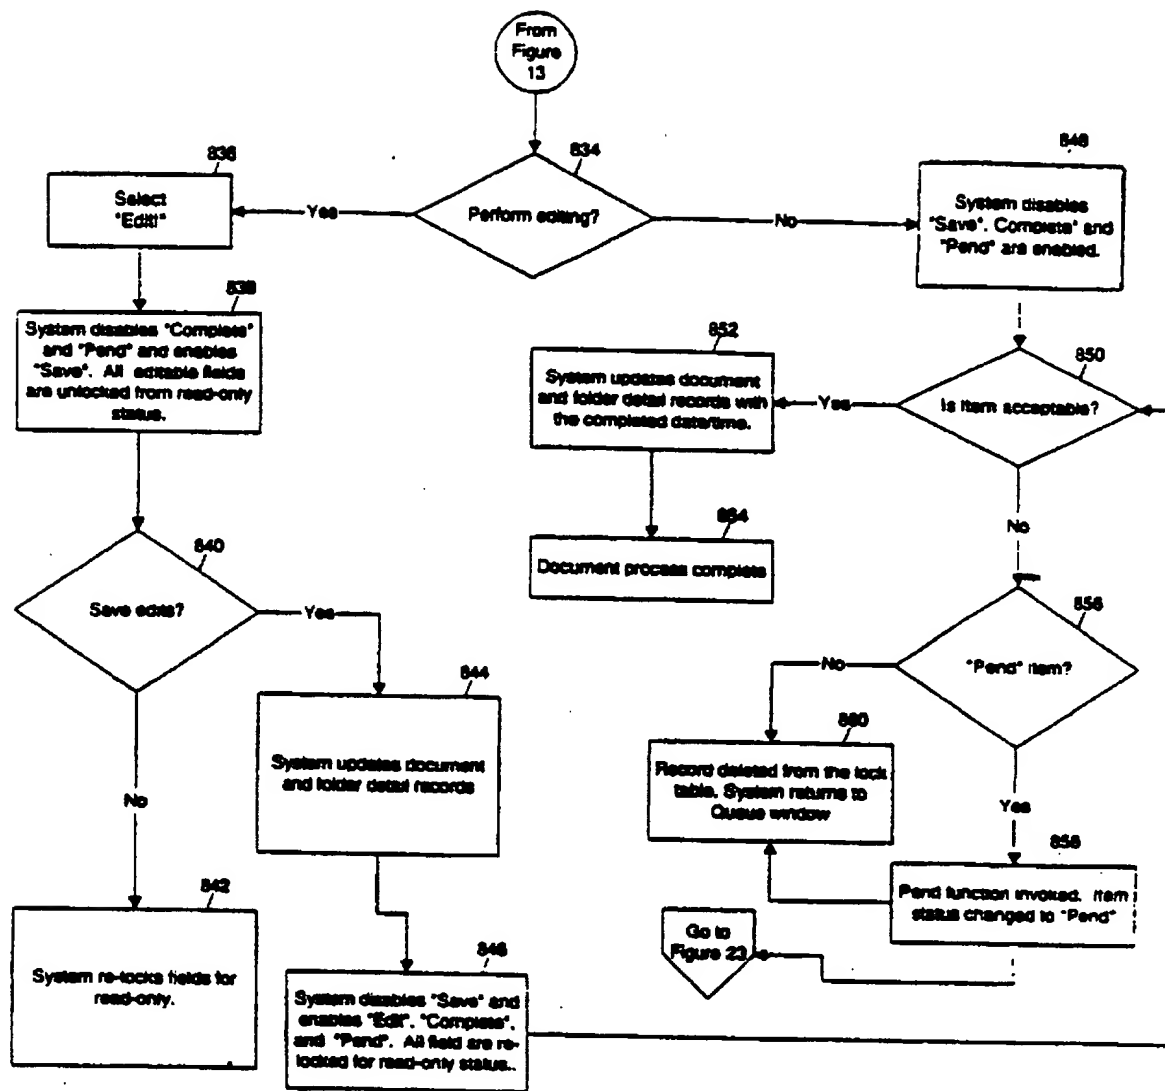 From
Figure
13
834
Perform editing?
Yes
No
836
Select
"Edit"
838
System disables "Complete"
and "Pend" and enables
"Save". All editable fields
are unlocked from read-only
status.
840
Save edits?
Yes
No
842
System re-locks fields for
read-only.
844
System updates document
and folder detail records
846
System disables "Save" and
enables "Edit". "Complete".
and "Pend". All field are re-
locked for read-only status..
848
System disables
"Save". Complete" and
"Pend" are enabled.
850
Is item acceptable?
Yes
No
852
System updates document
and folder detail records with
the completed date/time.
854
Document process complete
856
"Pend" item?
No
Yes
860
Record deleted from the lock
table. System returns to
Queue window
858
Pend function invoked. Item
status changed to "Pend"
Go to
Figure 23